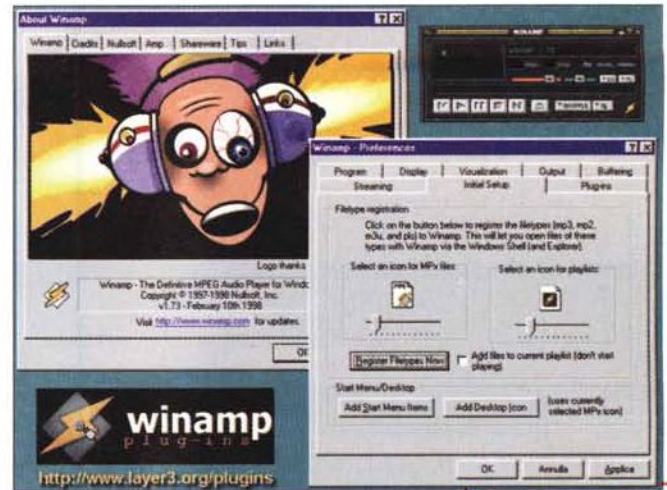 About Winamp
Winamp Credits Nullsoft Amp Shareware Tips Links
Logo thanks
Winamp - The Definitive MPEG Audio Player for Windo
Copyright © 1997-1998 Nullsoft, Inc.
v1.73 - February 10th 1998
Visit http://www.winamp.com for updates.
OK
WINAMP
Winamp - Preferences
Program Display Visualization Output Buffering
Streaming Initial Setup Plug-ins
Filetype registration
Click on the button below to register the filetypes (mp3, mp2,
m3u, and pls) to Winamp. This will let you open files of these
types with Winamp via the Windows Shell (and Explorer).
Select an icon for MPx files:
Select an icon for playlists:
Register Filetypes Now
Add files to current playlist (don't start
playing)
Start Menu/Desktop
Add Start Menu Items
Add Desktop Icon
(uses currently
selected MPx icon)
OK Annulla Applica
winamp
plug-ins
http://www.layer3.org/plugins